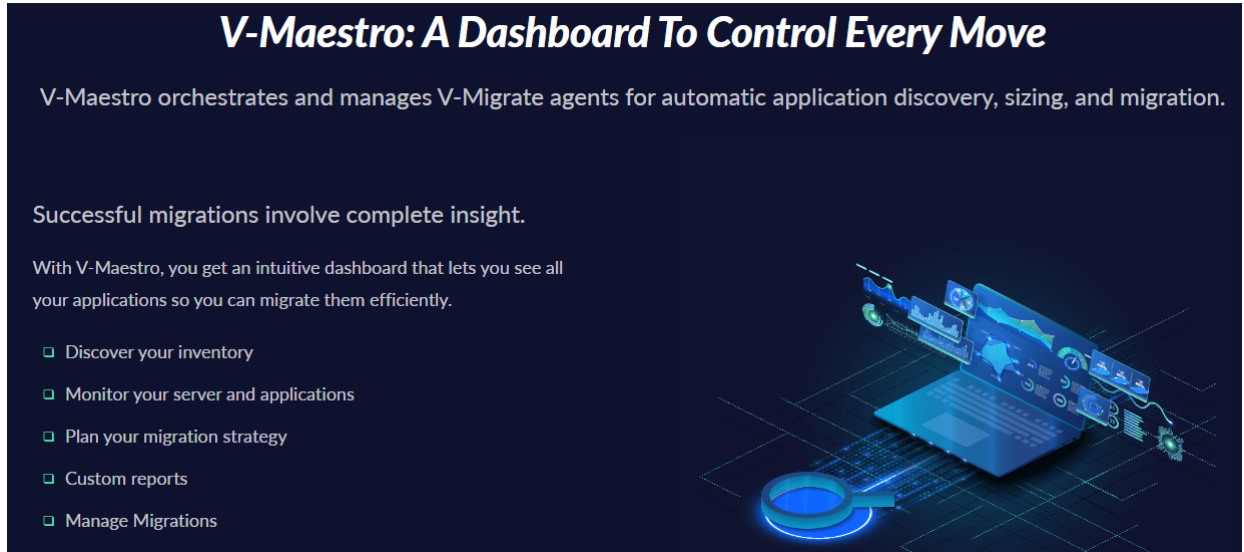 V-Maestro: A Dashboard To Control Every Move
V-Maestro orchestrates and manages V-Migrate agents for automatic application discovery, sizing, and migration.
Successful migrations involve complete insight.
With V-Maestro, you get an intuitive dashboard that lets you see all
your applications so you can migrate them efficiently.
Discover your inventory
Monitor your server and applications
Plan your migration strategy
Custom reports
Manage Migrations